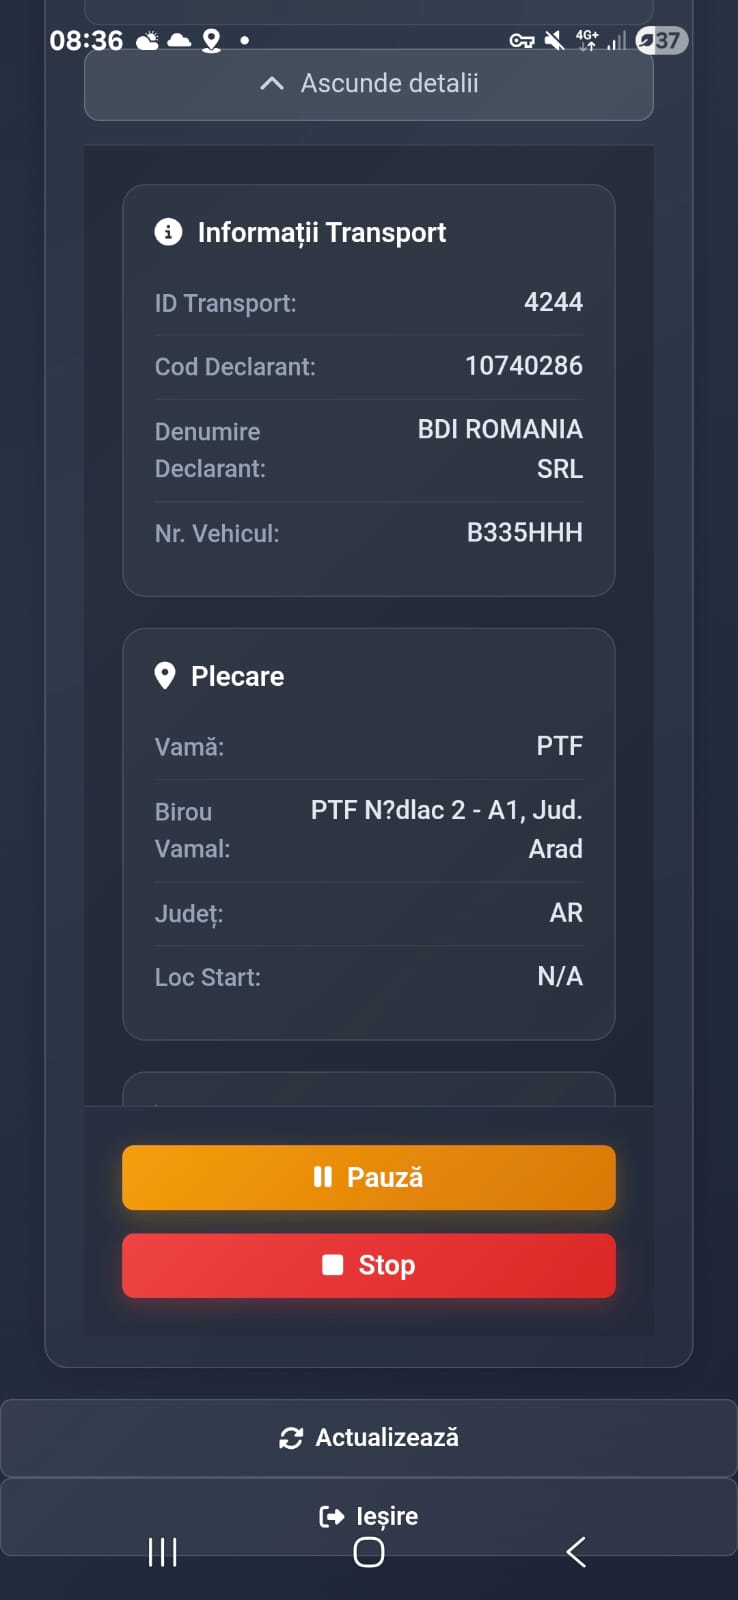 08:36
4G+
37
Ascunde detalii
Informații Transport
ID Transport: 4244
Cod Declarant: 10740286
Denumire BDI ROMANIA
Declarant: SRL
Nr. Vehicul: B335HHH
Plecare
Vamă: PTF
Birou PTF N?dlac 2 - A1, Jud.
Vamal: Arad
Județ: AR
Loc Start: N/A
Pauză
Stop
Actualizează
Ieșire